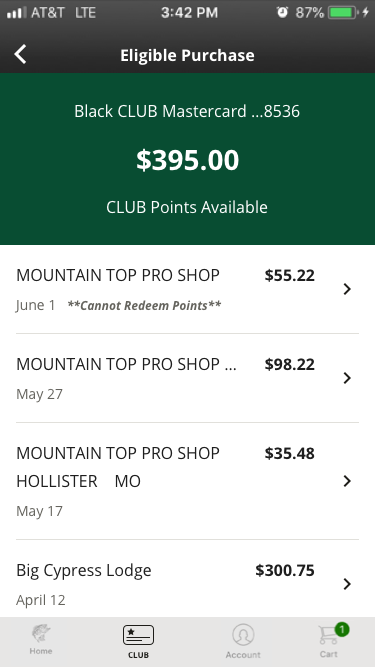 AT&T LTE 3:42 PM 87%
Eligible Purchase
Black CLUB Mastercard ...8536
$395.00
CLUB Points Available
MOUNTAIN TOP PRO SHOP $55.22
June 1 **Cannot Redeem Points**
MOUNTAIN TOP PRO SHOP ... $98.22
May 27
MOUNTAIN TOP PRO SHOP $35.48
HOLLISTER MO
May 17
Big Cypress Lodge $300.75
April 12
1
Home CLUB Account Cart